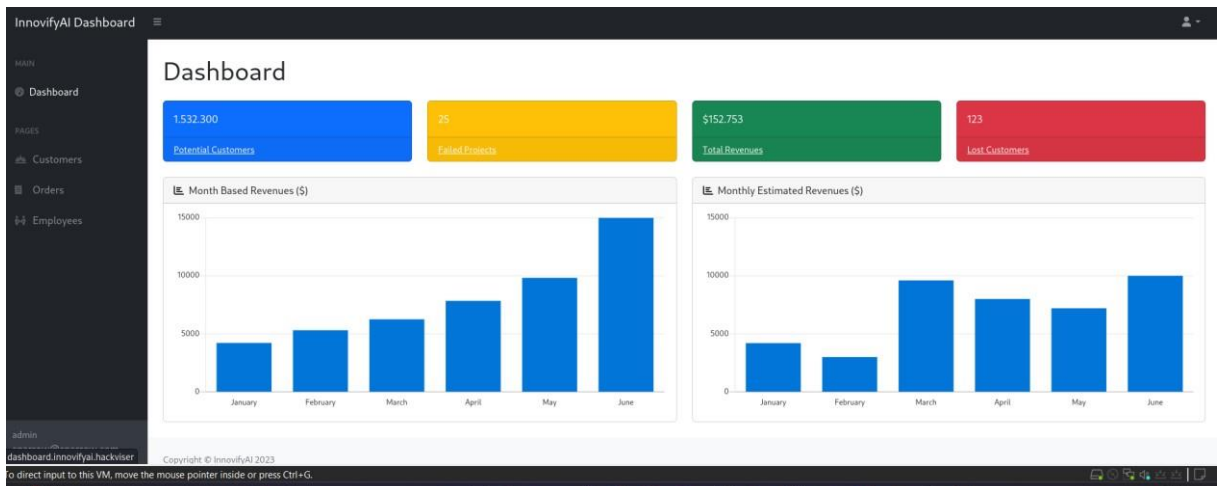 InnovifyAI Dashboard
MAIN
Dashboard
PAGES
Customers
Orders
Employees
admin
dashboard.innovifyai.hackviser
Dashboard
1.532.300
Potential Customers
25
Failed Projects
$152.753
Total Revenues
123
Lost Customers
Month Based Revenues ($)
15000
10000
5000
0
January February March April May June
Monthly Estimated Revenues ($)
15000
10000
5000
0
January February March April May June
Copyright © InnovifyAI 2023
To direct input to this VM, move the mouse pointer inside or press Ctrl+G.